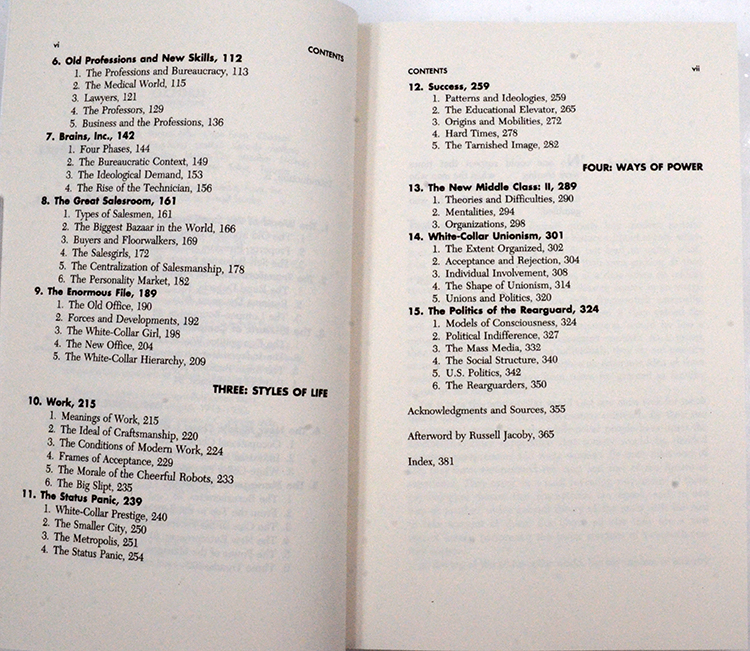 vi
CONTENTS
6. Old Professions and New Skills, 112
1. The Professions and Bureaucracy, 113
2. The Medical World, 115
3. Lawyers, 121
4. The Professors, 129
5. Business and the Professions, 136
7. Brains, Inc., 142
1. Four Phases, 144
2. The Bureaucratic Context, 149
3. The Ideological Demand, 153
4. The Rise of the Technician, 156
8. The Great Salesroom, 161
1. Types of Salesmen, 161
2. The Biggest Bazaar in the World, 166
3. Buyers and Floorwalkers, 169
4. The Salesgirls, 172
5. The Centralization of Salesmanship, 178
6. The Personality Market, 182
9. The Enormous File, 189
1. The Old Office, 190
2. Forces and Developments, 192
3. The White-Collar Girl, 198
4. The New Office, 204
5. The White-Collar Hierarchy, 209
THREE: STYLES OF LIFE
10. Work, 215
1. Meanings of Work, 215
2. The Ideal of Craftsmanship, 220
3. The Conditions of Modern Work, 224
4. Frames of Acceptance, 229
5. The Morale of the Cheerful Robots, 233
6. The Big Slipt, 235
11. The Status Panic, 239
1. White-Collar Prestige, 240
2. The Smaller City, 250
3. The Metropolis, 251
4. The Status Panic, 254
CONTENTS
vii
12. Success, 259
1. Patterns and Ideologies, 259
2. The Educational Elevator, 265
3. Origins and Mobilities, 272
4. Hard Times, 278
5. The Tarnished Image, 282
FOUR: WAYS OF POWER
13. The New Middle Class: II, 289
1. Theories and Difficulties, 290
2. Mentalities, 294
3. Organizations, 298
14. White-Collar Unionism, 301
1. The Extent Organized, 302
2. Acceptance and Rejection, 304
3. Individual Involvement, 308
4. The Shape of Unionism, 314
5. Unions and Politics, 320
15. The Politics of the Rearguard, 324
1. Models of Consciousness, 324
2. Political Indifference, 327
3. The Mass Media, 332
4. The Social Structure, 340
5. U.S. Politics, 342
6. The Rearguarders, 350
Acknowledgments and Sources, 355
Afterword by Russell Jacoby, 365
Index, 381